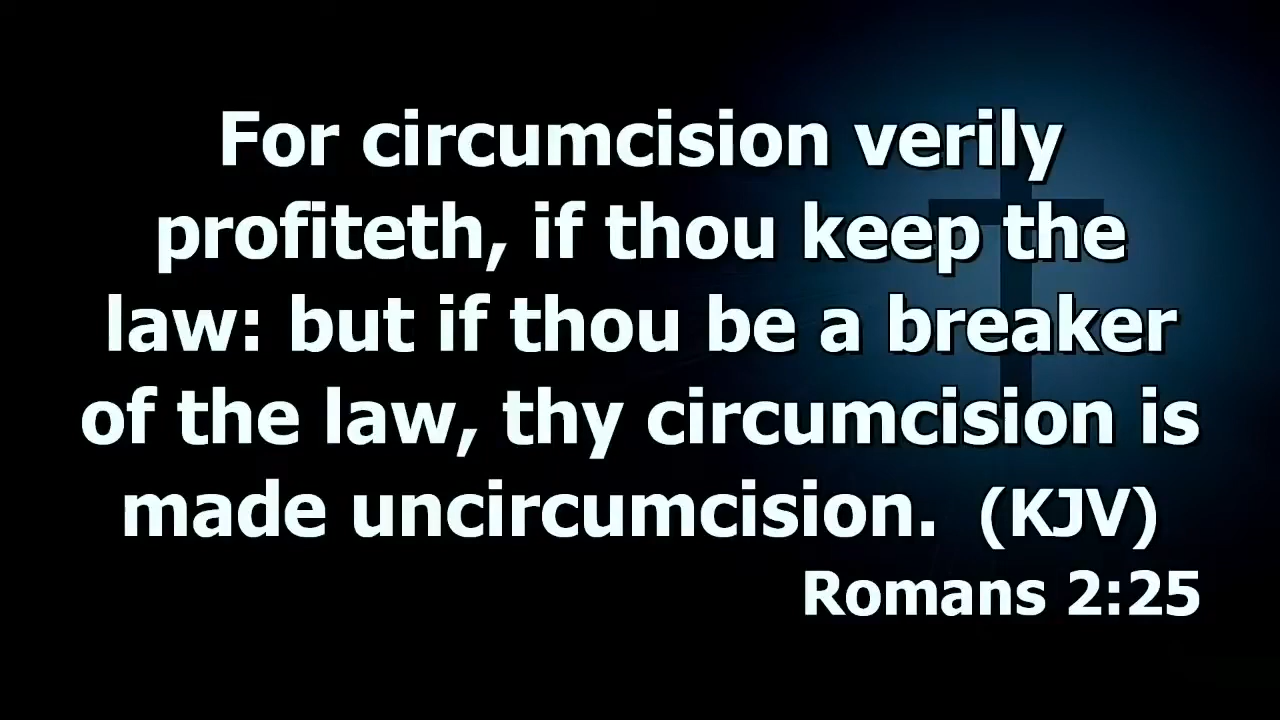 For circumcision verily
profiteth, if thou keep the
law: but if thou be a breaker
of the law, thy circumcision is
made uncircumcision. (KJV)
Romans 2:25